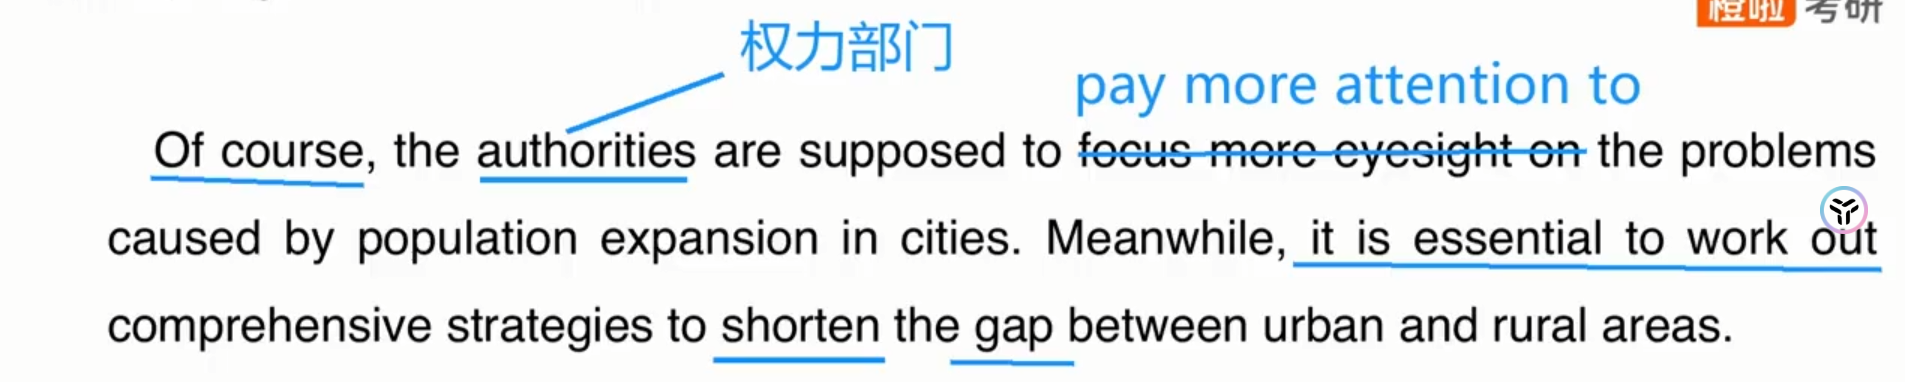 橙啦 考研
权力部门
pay more attention to
Of course, the authorities are supposed to focus more eyesight on the problems
caused by population expansion in cities. Meanwhile, it is essential to work out
comprehensive strategies to shorten the gap between urban and rural areas.